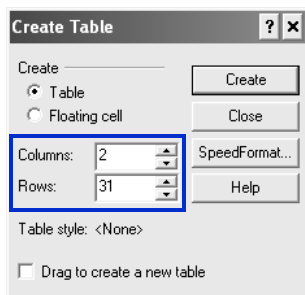 Create Table ? ×
Create
Table
Floating cell
Columns: 2
Rows: 31
Table style: <None>
Drag to create a new table
Create
Close
SpeedFormat...
Help